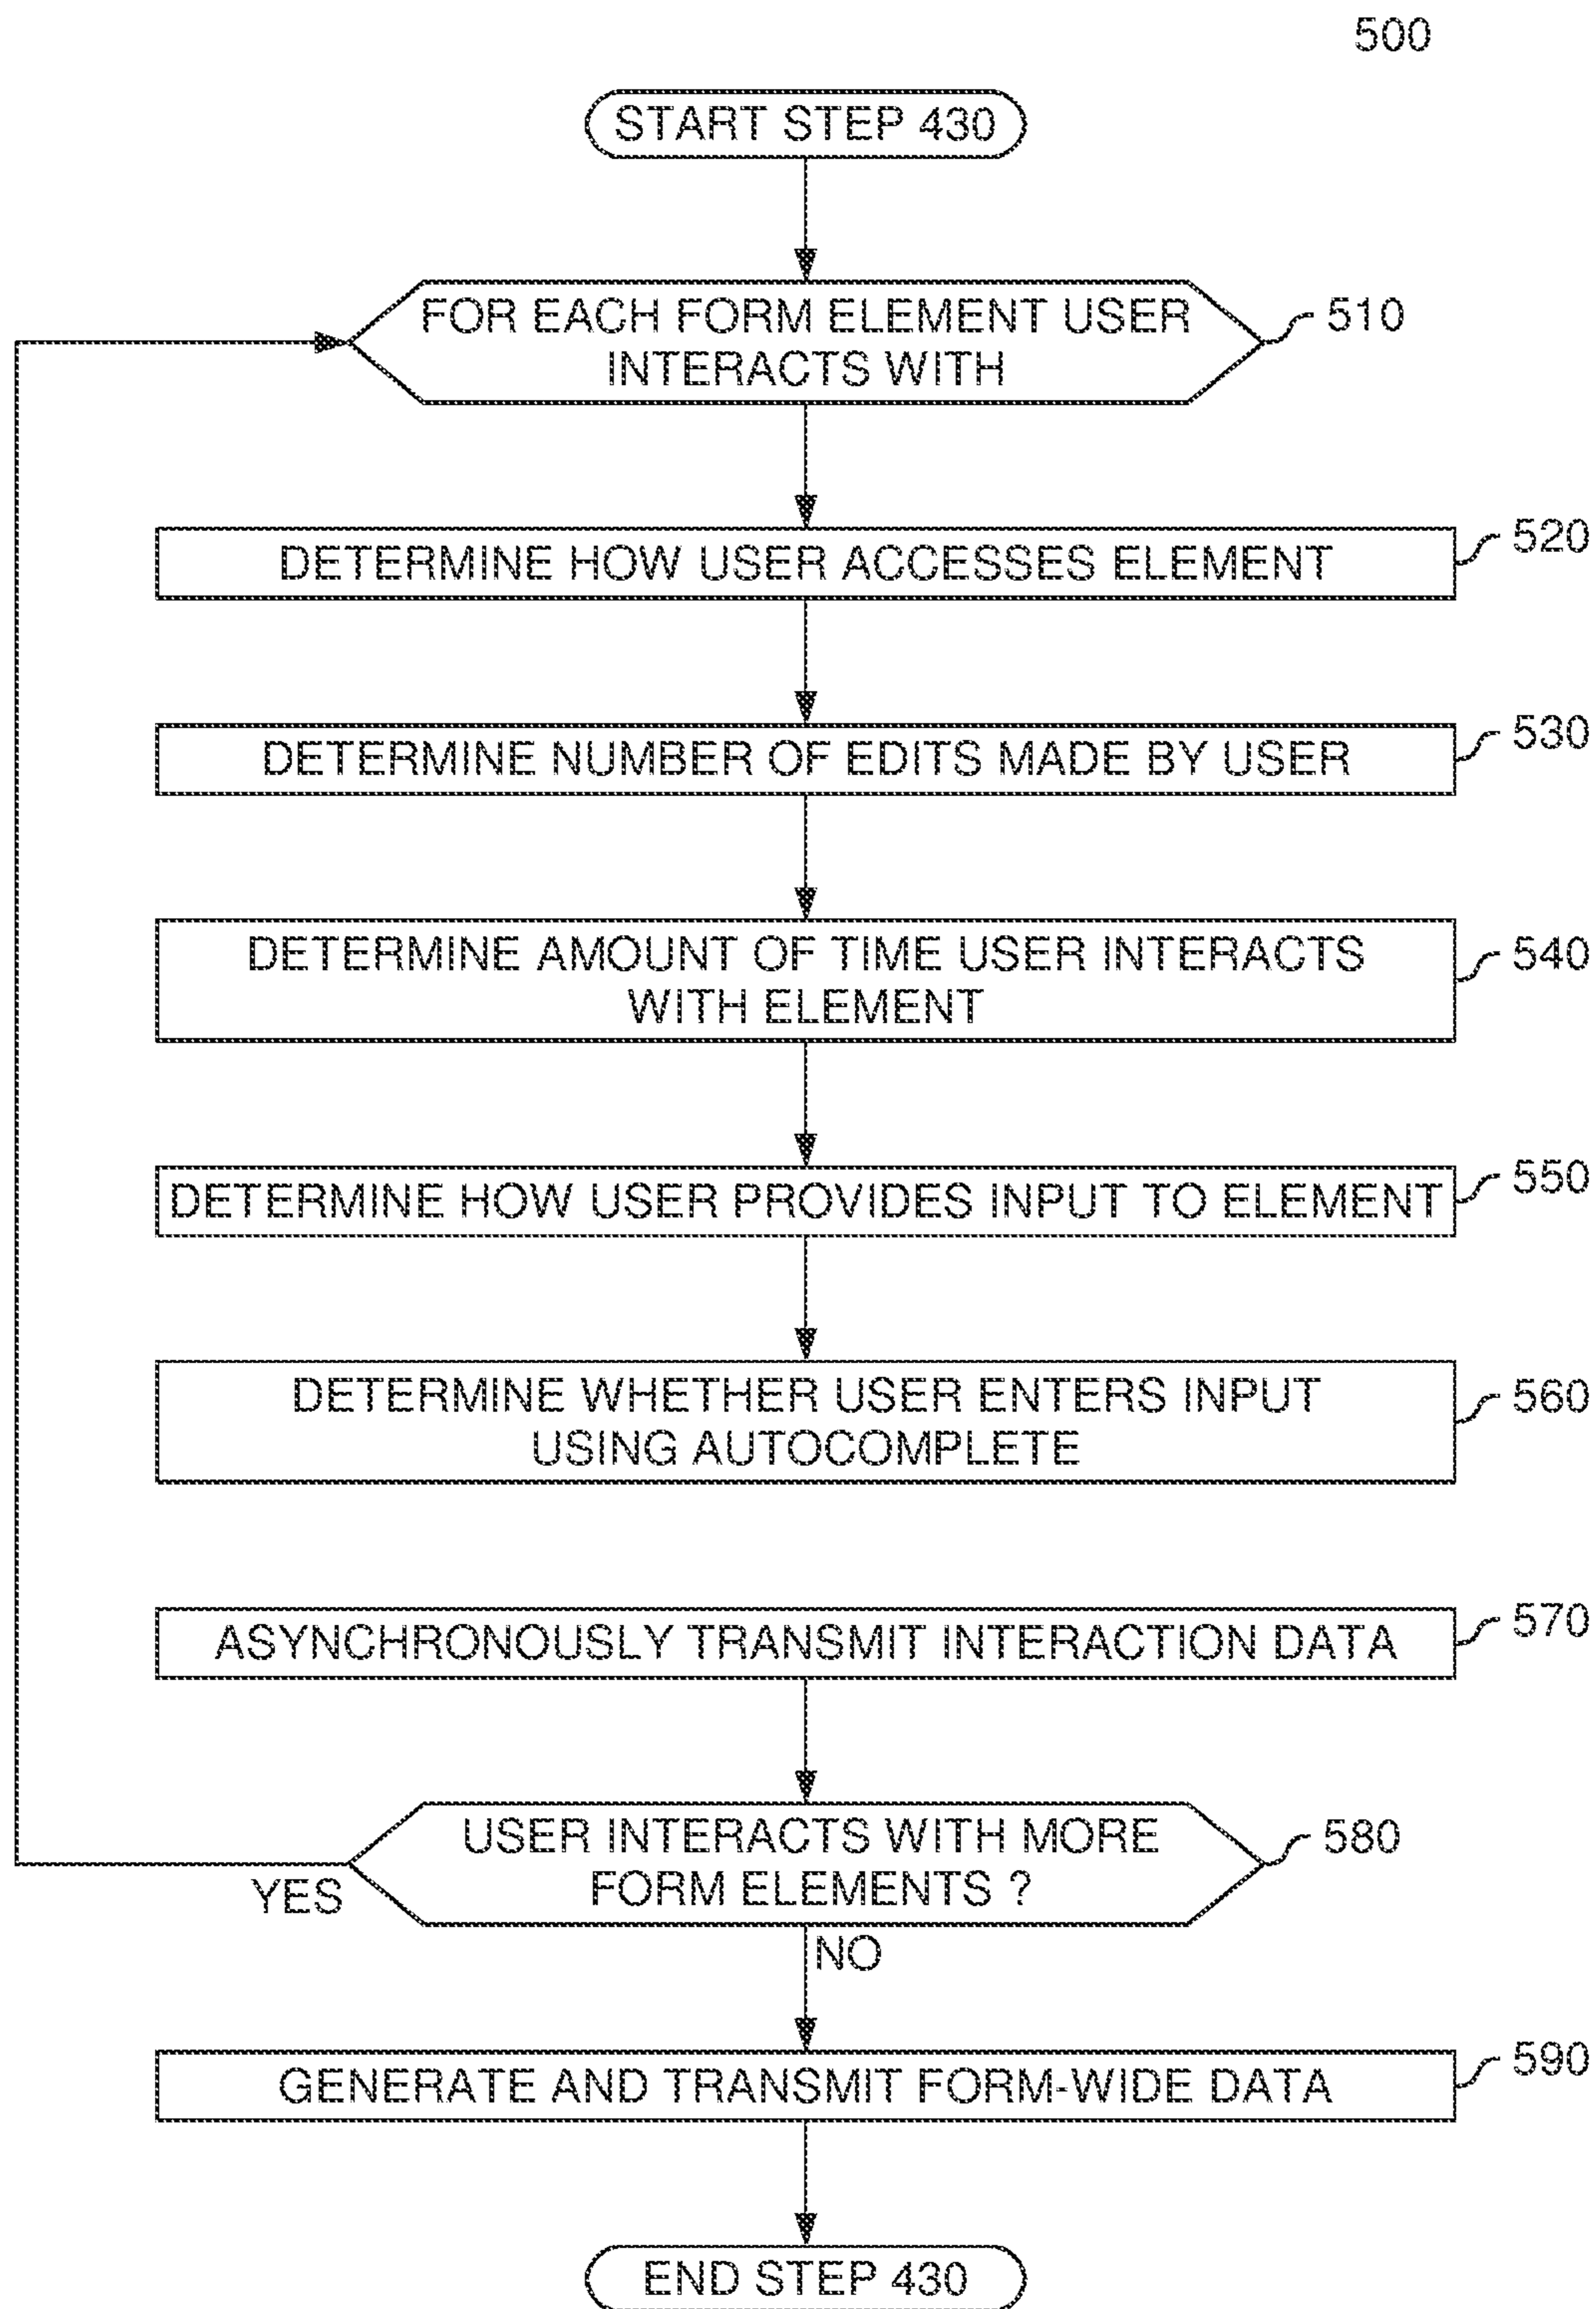 500
START STEP 430
FOR EACH FORM ELEMENT USER
INTERACTS WITH
510
DETERMINE HOW USER ACCESSES ELEMENT
520
DETERMINE NUMBER OF EDITS MADE BY USER
530
DETERMINE AMOUNT OF TIME USER INTERACTS
WITH ELEMENT
540
DETERMINE HOW USER PROVIDES INPUT TO ELEMENT
550
DETERMINE WHETHER USER ENTERS INPUT
USING AUTOCOMPLETE
560
ASYNCHRONOUSLY TRANSMIT INTERACTION DATA
570
USER INTERACTS WITH MORE
FORM ELEMENTS ?
580
YES
NO
GENERATE AND TRANSMIT FORM-WIDE DATA
590
END STEP 430